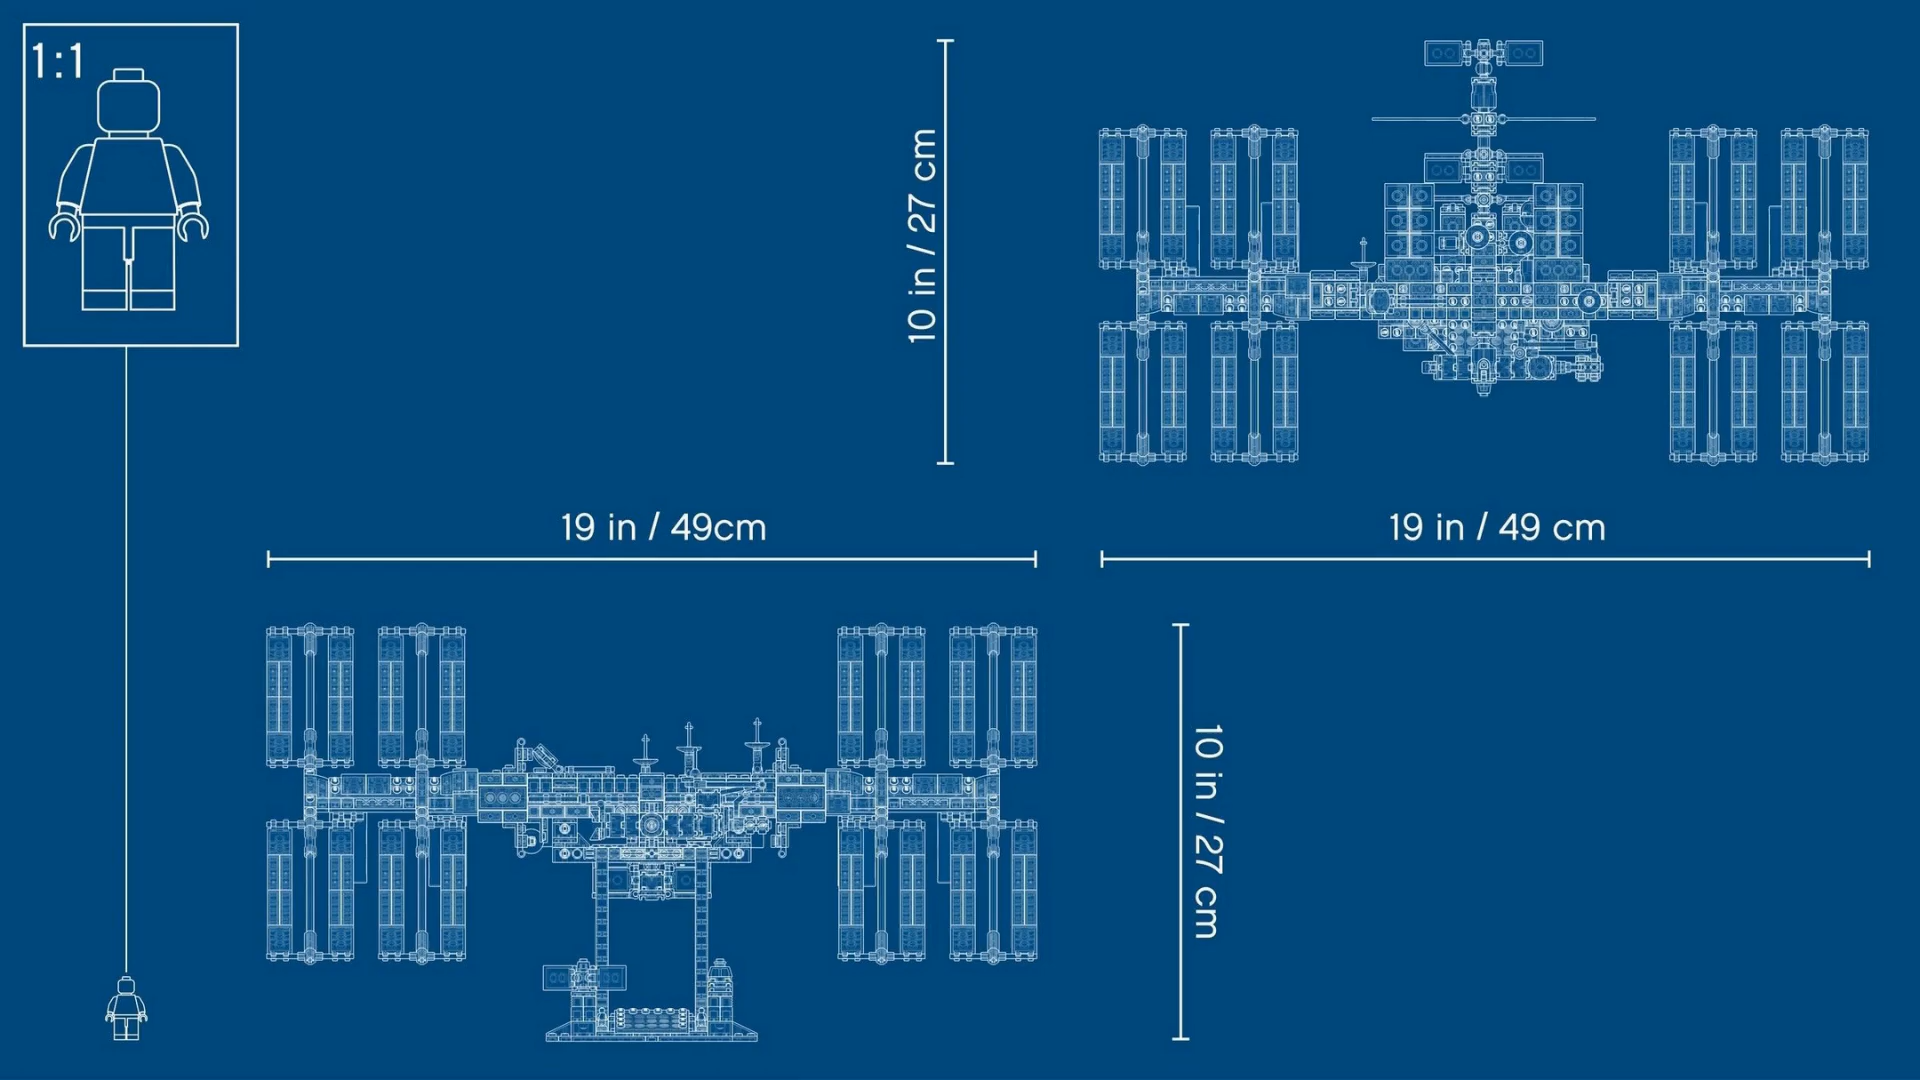 1:1
10 in / 27 cm
19 in / 49cm
19 in / 49 cm
10 in / 27 cm